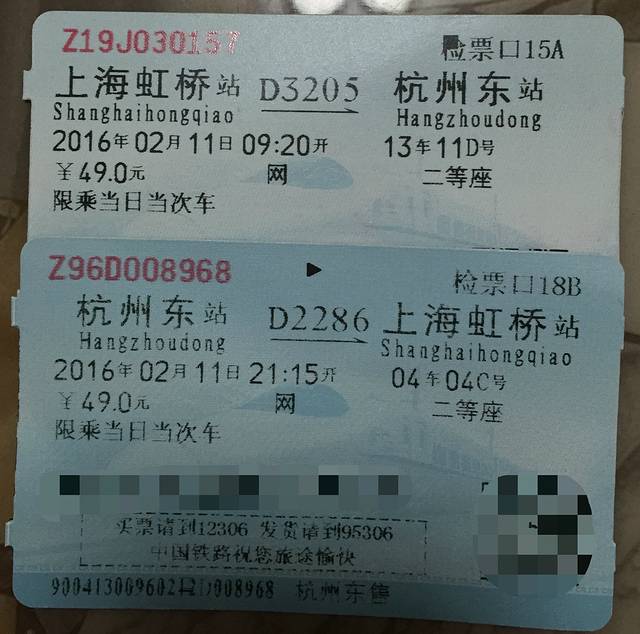 Z19J030157 检票口15A
上海虹桥站 D3205 杭州东站
Shanghaihongqiao Hangzhoudong
2016年02月11日09:20开 13车11D号
¥49.0元 网 二等座
限乘当日当次车
Z96D008968 检票口18B
杭州东站 D2286 上海虹桥站
Hangzhoudong Shanghaihongqiao
2016年02月11日21:15开 04车04C号
¥49.0元 网 二等座
限乘当日当次车
买票请到12306 发货请到95306
中国铁路祝您旅途愉快
杭州东售